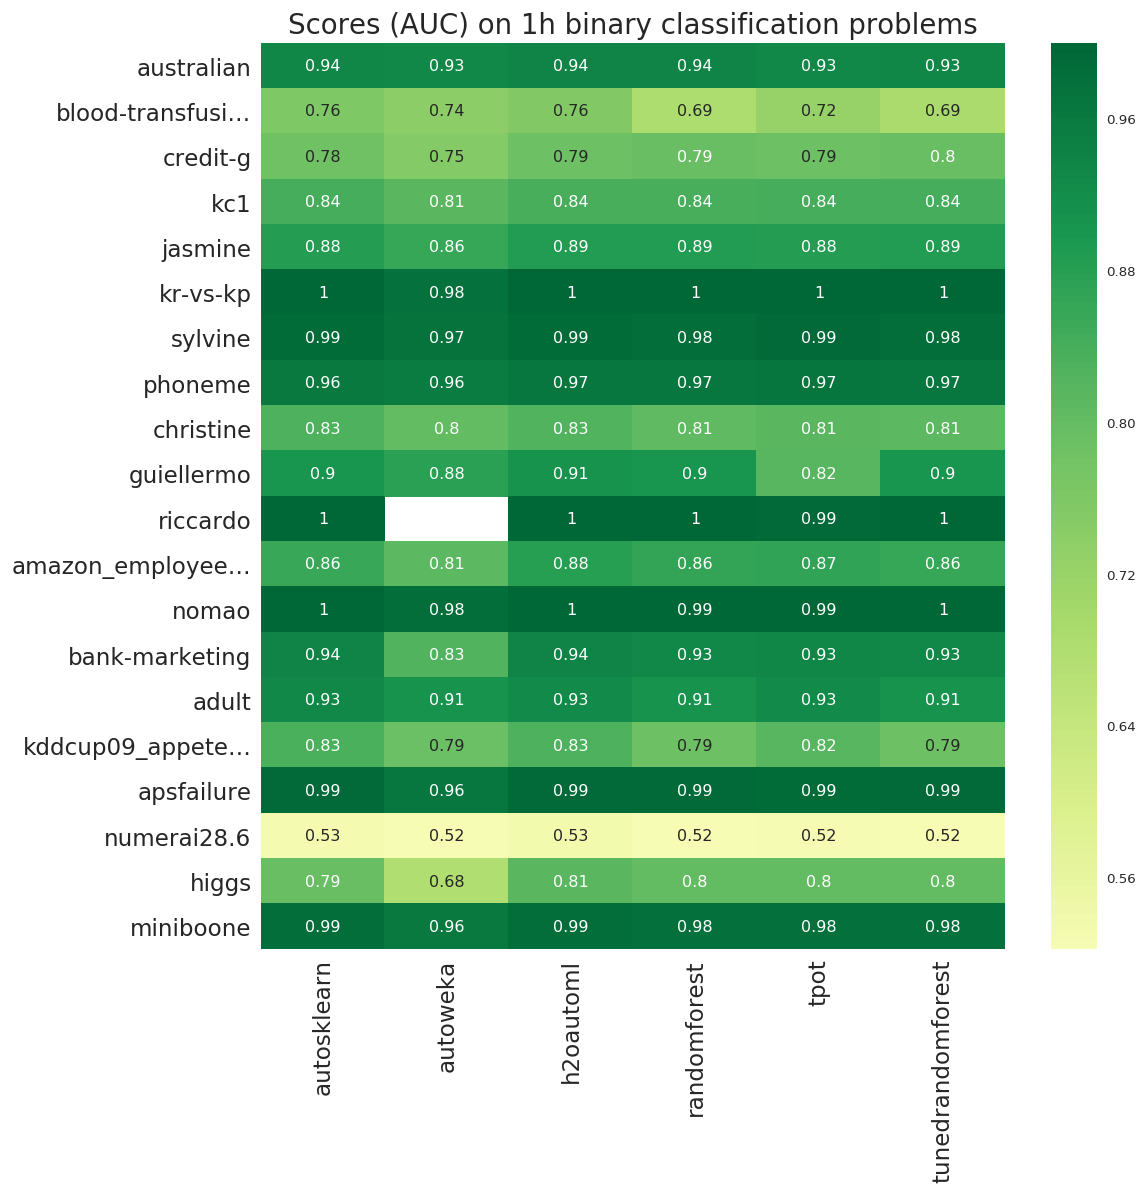 Scores (AUC) on 1h binary classification problems
australian 0.94 0.93 0.94 0.94 0.93 0.93
blood-transfusi… 0.76 0.74 0.76 0.69 0.72 0.69
credit-g 0.78 0.75 0.79 0.79 0.79 0.8
kc1 0.84 0.81 0.84 0.84 0.84 0.84
jasmine 0.88 0.86 0.89 0.89 0.88 0.89
kr-vs-kp 1 0.98 1 1 1 1
sylvine 0.99 0.97 0.99 0.98 0.99 0.98
phoneme 0.96 0.96 0.97 0.97 0.97 0.97
christine 0.83 0.8 0.83 0.81 0.81 0.81
guiellermo 0.9 0.88 0.91 0.9 0.82 0.9
riccardo 1 1 1 0.99 1
amazon_employee… 0.86 0.81 0.88 0.86 0.87 0.86
nomao 1 0.98 1 0.99 0.99 1
bank-marketing 0.94 0.83 0.94 0.93 0.93 0.93
adult 0.93 0.91 0.93 0.91 0.93 0.91
kddcup09_appete… 0.83 0.79 0.83 0.79 0.82 0.79
apsfailure 0.99 0.96 0.99 0.99 0.99 0.99
numerai28.6 0.53 0.52 0.53 0.52 0.52 0.52
higgs 0.79 0.68 0.81 0.8 0.8 0.8
miniboone 0.99 0.96 0.99 0.98 0.98 0.98
autosklearn
autoweka
h2oautoml
randomforest
tpot
tunedrandomforest
0.96
0.88
0.80
0.72
0.64
0.56